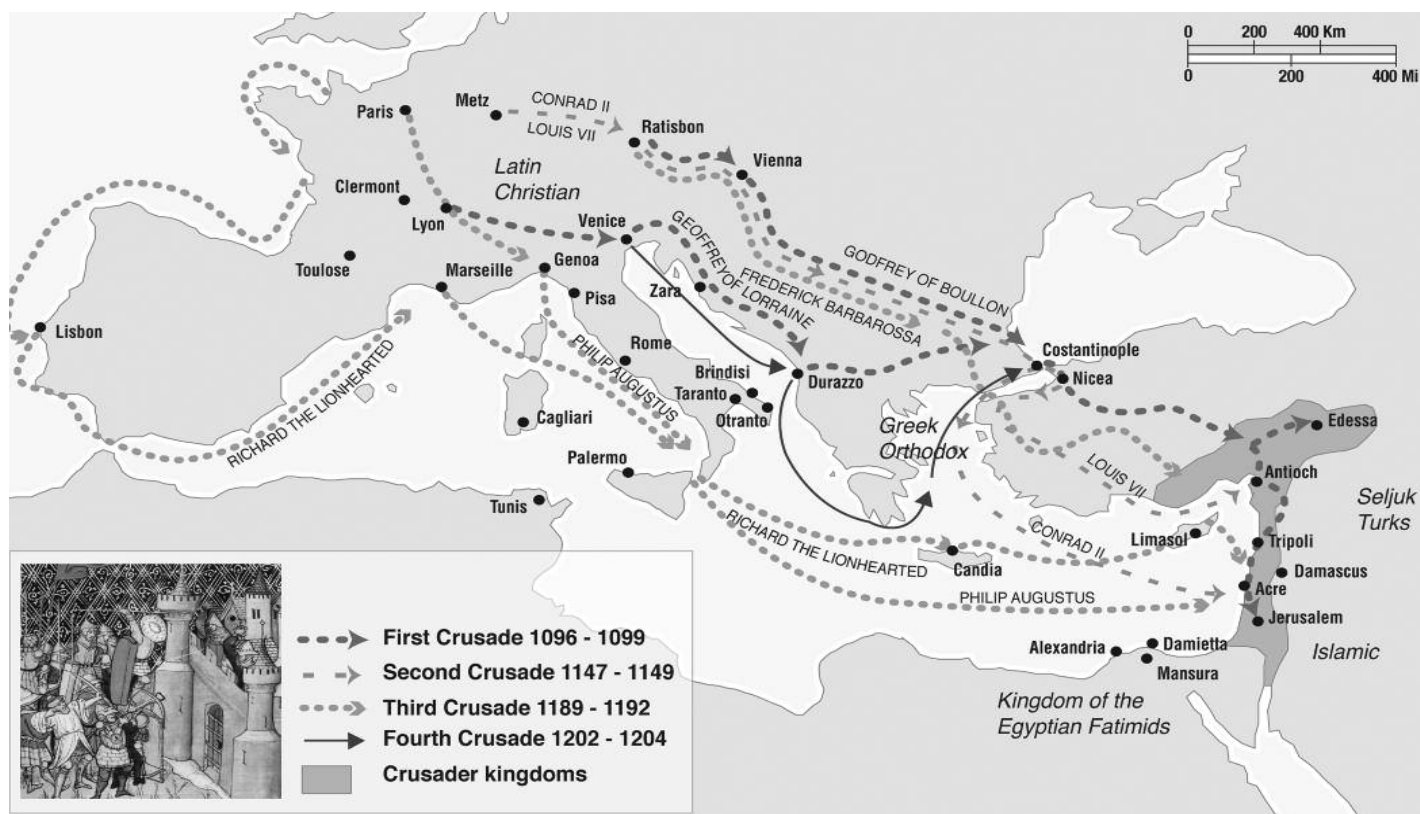 0 200 400 Km
0 200 400 Mi
Paris
Metz
CONRAD II
LOUIS VII
Ratisbon
Vienna
Latin
Christian
Clermont
Lyon
Venice
GEOFFREY OF LORRAINE
GODFREY OF BOULLON
FREDERICK BARBAROSSA
Toulose
Marseille
Genoa
Pisa
Zara
Lisbon
RICHARD THE LIONHEARTED
PHILIP AUGUSTUS
Rome
Brindisi
Taranto
Otranto
Durazzo
Costantinople
Nicea
Cagliari
Greek
Orthodox
Edessa
Palermo
LOUIS VII
Antioch
Seljuk
Turks
Tunis
RICHARD THE LIONHEARTED
CONRAD II
Limasol
Tripoli
Candia
Damascus
PHILIP AUGUSTUS
Acre
Jerusalem
Alexandria
Damietta
Mansura
Islamic
Kingdom of the
Egyptian Fatimids
First Crusade 1096 - 1099
Second Crusade 1147 - 1149
Third Crusade 1189 - 1192
Fourth Crusade 1202 - 1204
Crusader kingdoms